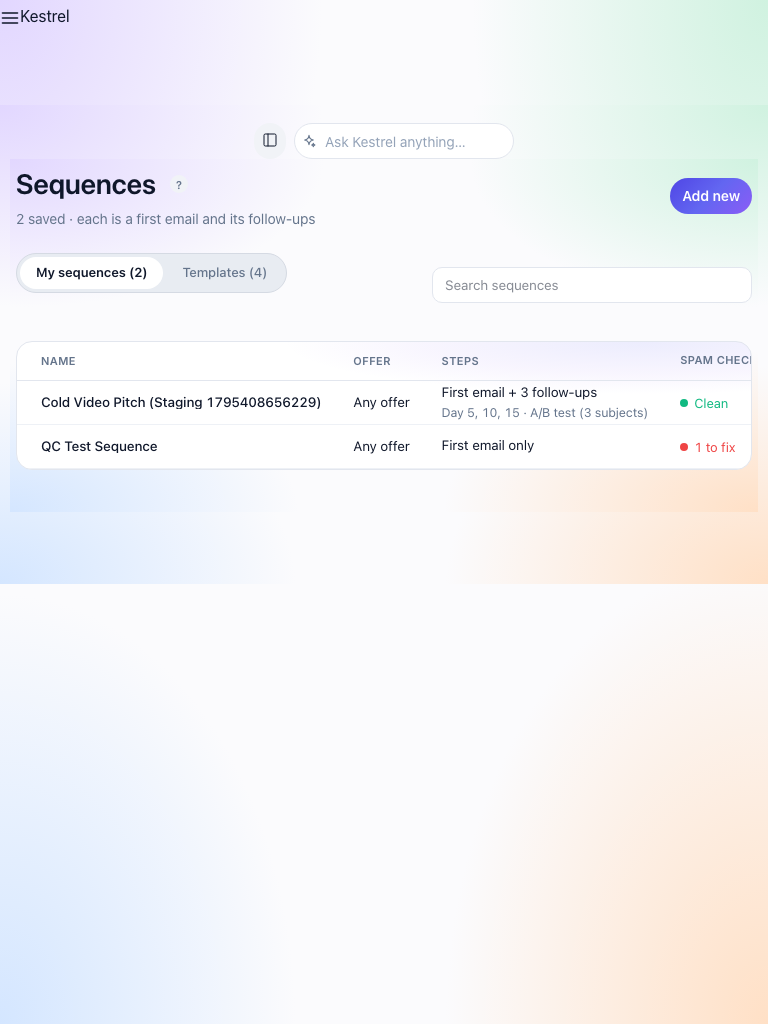 Kestrel
Ask Kestrel anything...
Sequences ?
Add new
2 saved · each is a first email and its follow-ups
My sequences (2) Templates (4)
Search sequences
NAME OFFER STEPS SPAM CHEC
Cold Video Pitch (Staging 1795408656229) Any offer First email + 3 follow-ups Clean
Day 5, 10, 15 · A/B test (3 subjects)
QC Test Sequence Any offer First email only 1 to fix